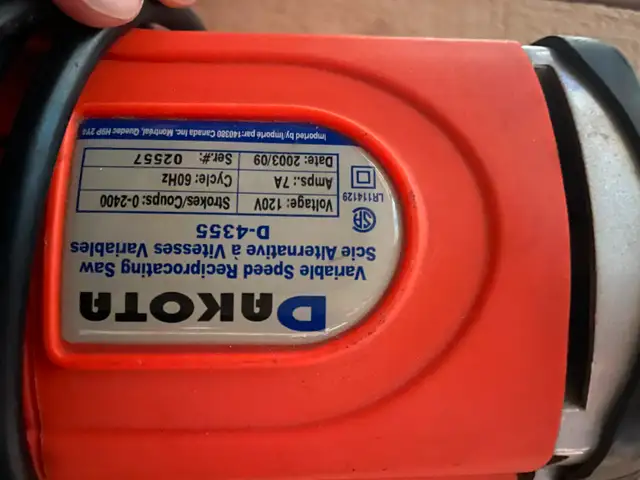 DAKOTA
Variable Speed Reciprocating Saw
Scie Alternative à Vitesses Variables
D-4355
Voltage: 120V Strokes/Coups: 0-2400
Amps.: 7A Cycle: 60Hz
Date: 2003/09 Ser.#: 02557
SA
LR114129
Imported by/Importé par:140380 Canada Inc. Montréal, Quebec H9P 2Y4